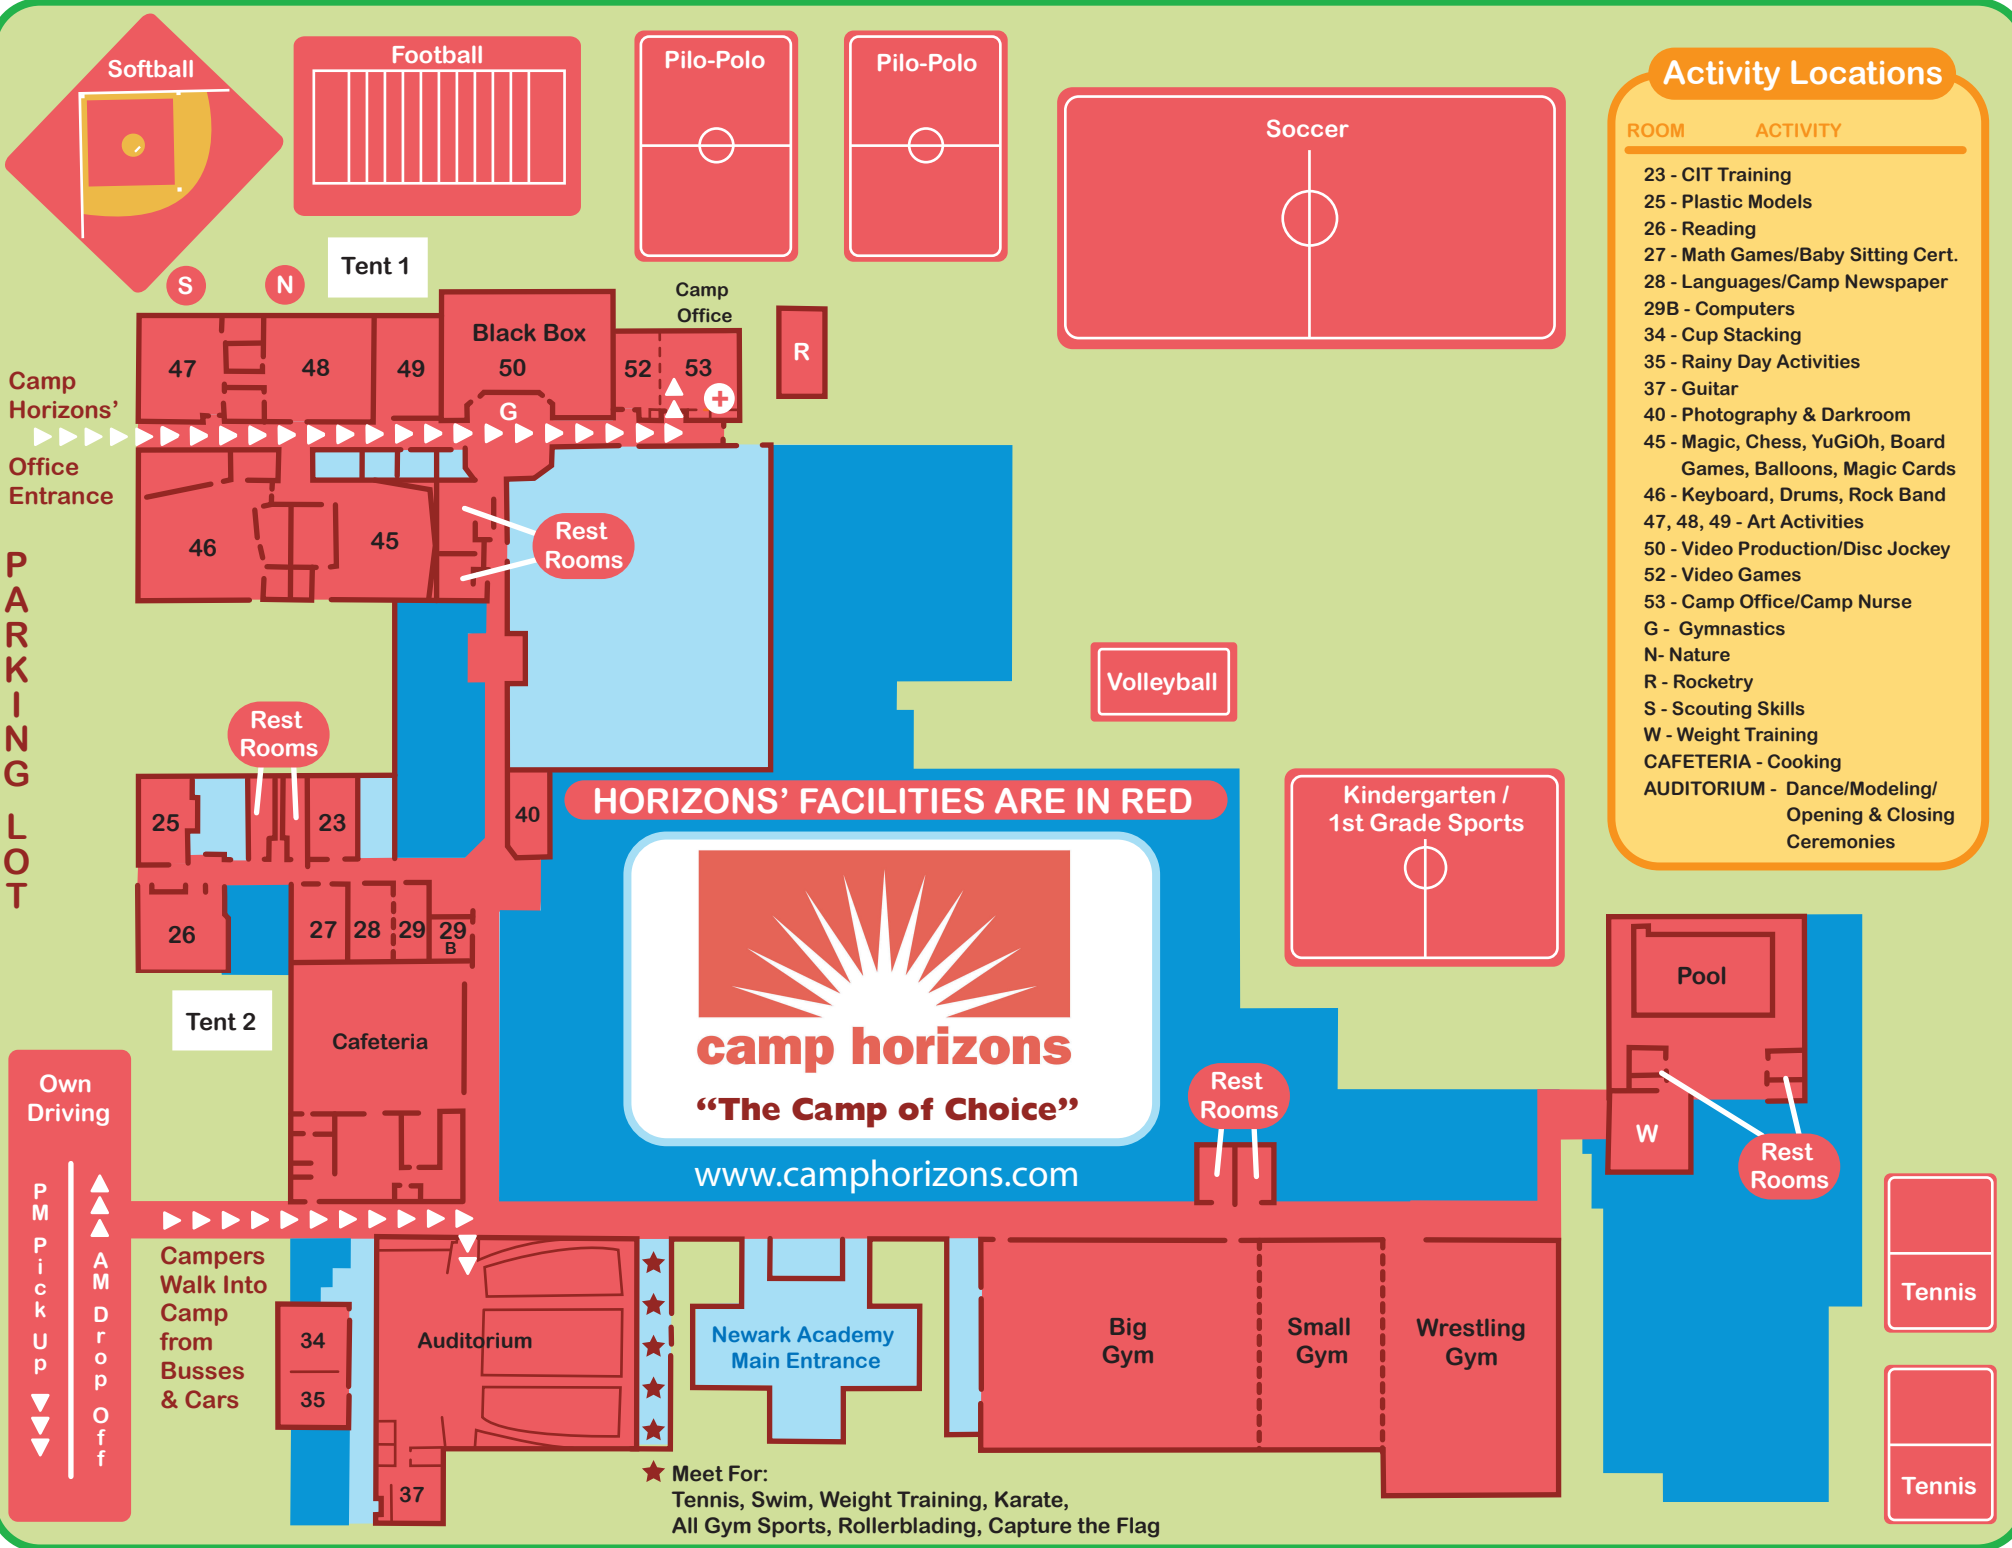 Softball
Football
Pilo-Polo
Pilo-Polo
Soccer
Activity Locations
ROOM ACTIVITY
23 - CIT Training
25 - Plastic Models
26 - Reading
27 - Math Games/Baby Sitting Cert.
28 - Languages/Camp Newspaper
29B - Computers
34 - Cup Stacking
35 - Rainy Day Activities
37 - Guitar
40 - Photography & Darkroom
45 - Magic, Chess, YuGiOh, Board
Games, Balloons, Magic Cards
46 - Keyboard, Drums, Rock Band
47, 48, 49 - Art Activities
50 - Video Production/Disc Jockey
52 - Video Games
53 - Camp Office/Camp Nurse
G - Gymnastics
N- Nature
R - Rocketry
S - Scouting Skills
W - Weight Training
CAFETERIA - Cooking
AUDITORIUM - Dance/Modeling/
Opening & Closing
Ceremonies
S
N
Tent 1
Camp
Office
47
48
49
Black Box
50
G
52
53
R
Camp
Horizons'
Office
Entrance
46
45
Rest
Rooms
PARKING LOT
Rest
Rooms
25
23
40
26
27
28
29
29
B
Volleyball
HORIZONS' FACILITIES ARE IN RED
Kindergarten /
1st Grade Sports
camp horizons
“The Camp of Choice”
www.camphorizons.com
Tent 2
Cafeteria
Rest
Rooms
Pool
W
Rest
Rooms
Own
Driving
PM Pick Up
AM Drop Off
Campers
Walk Into
Camp
from
Busses
& Cars
34
35
Auditorium
37
Newark Academy
Main Entrance
Big
Gym
Small
Gym
Wrestling
Gym
Tennis
Tennis
Meet For:
Tennis, Swim, Weight Training, Karate,
All Gym Sports, Rollerblading, Capture the Flag